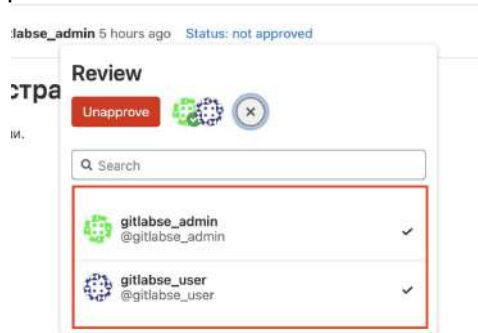 labse_admin 5 hours ago Status: not approved
Review
стра
Unapprove
ии.
Search
gitlabse_admin
@gitlabse_admin
gitlabse_user
@gitlabse_user